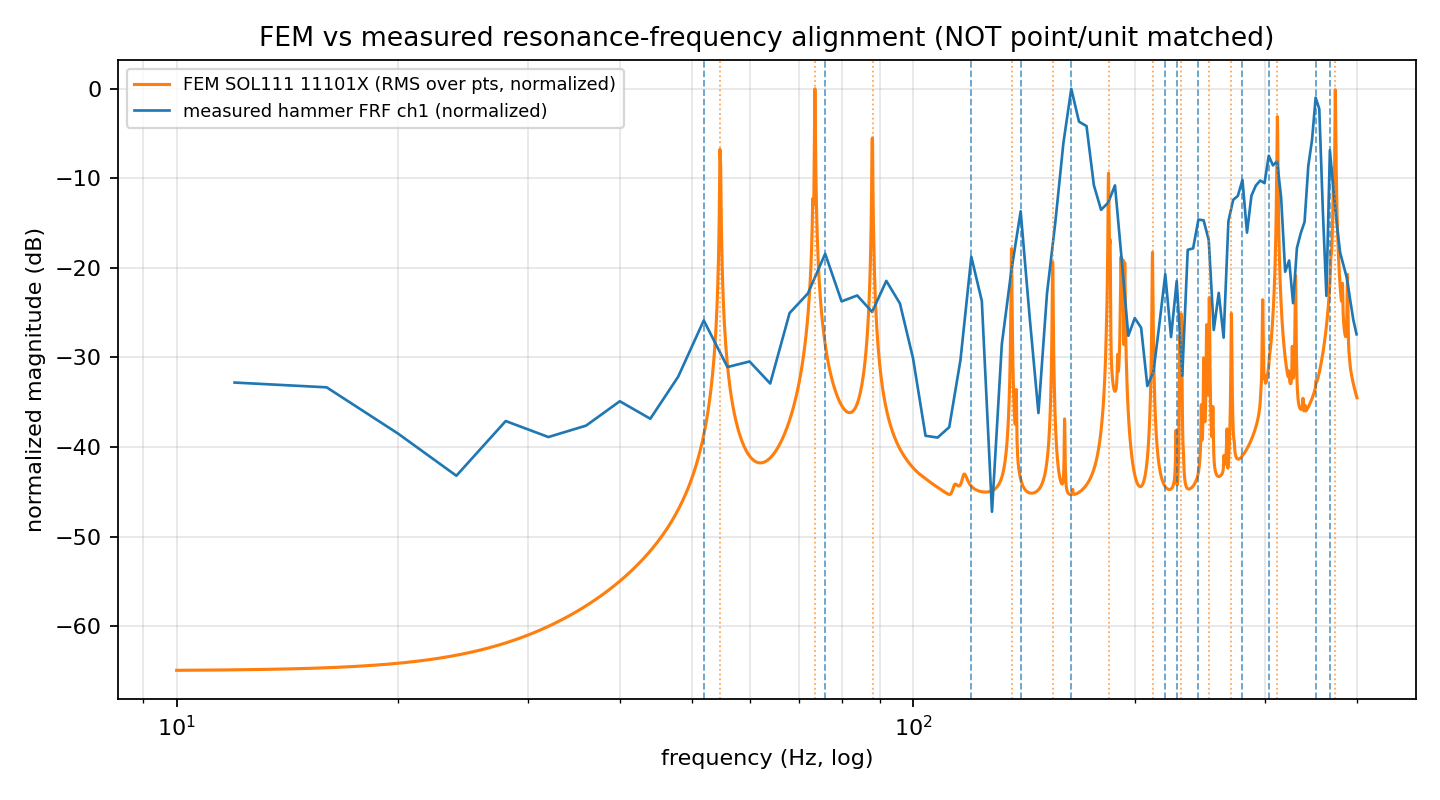 FEM vs measured resonance-frequency alignment (NOT point/unit matched)
FEM SOL111 11101X (RMS over pts, normalized)
measured hammer FRF ch1 (normalized)
normalized magnitude (dB)
0
−10
−20
−30
−40
−50
−60
10¹
10²
frequency (Hz, log)